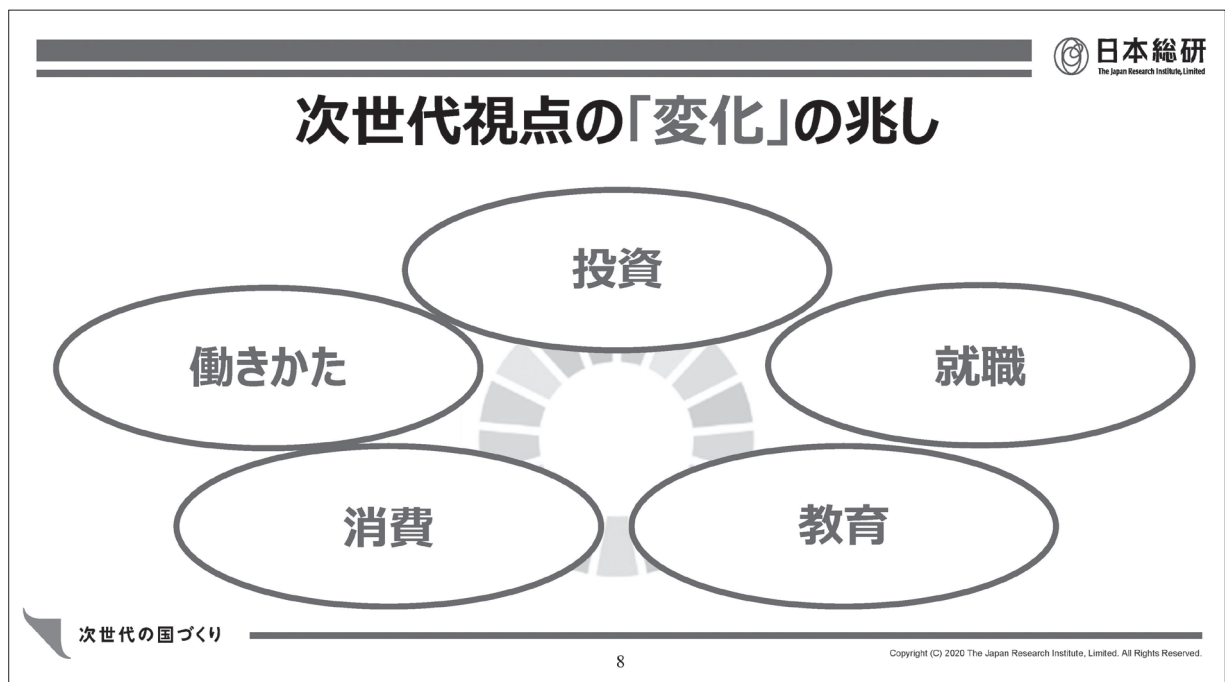 日本総研
The Japan Research Institute, Limited
次世代視点の「変化」の兆し
投資
働きかた
就職
消費
教育
次世代の国づくり
8
Copyright (C) 2020 The Japan Research Institute, Limited. All Rights Reserved.